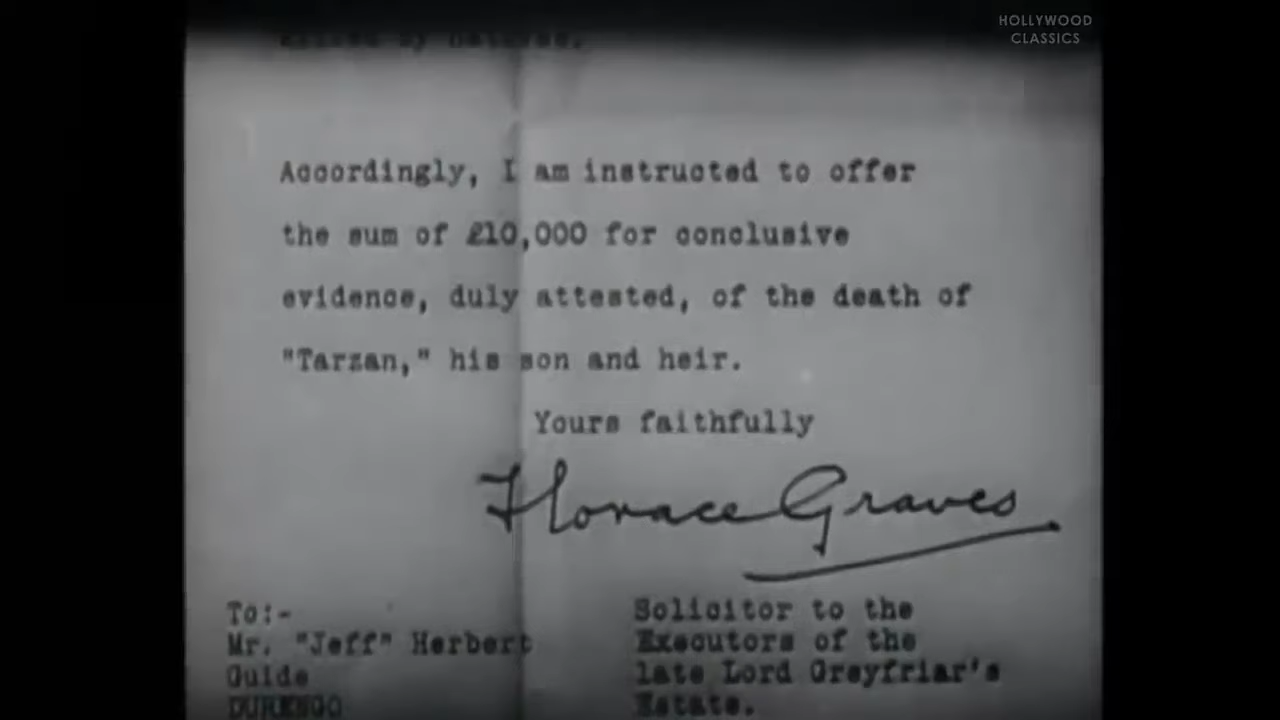 HOLLYWOOD
CLASSICS
Accordingly, I am instructed to offer
the sum of £10,000 for conclusive
evidence, duly attested, of the death of
"Tarzan," his son and heir.
Yours faithfully
Horace Graves
To:-
Mr. "Jeff" Herbert
Guide
DURENGO
Solicitor to the
Executors of the
late Lord Greyfriar's
Estate.